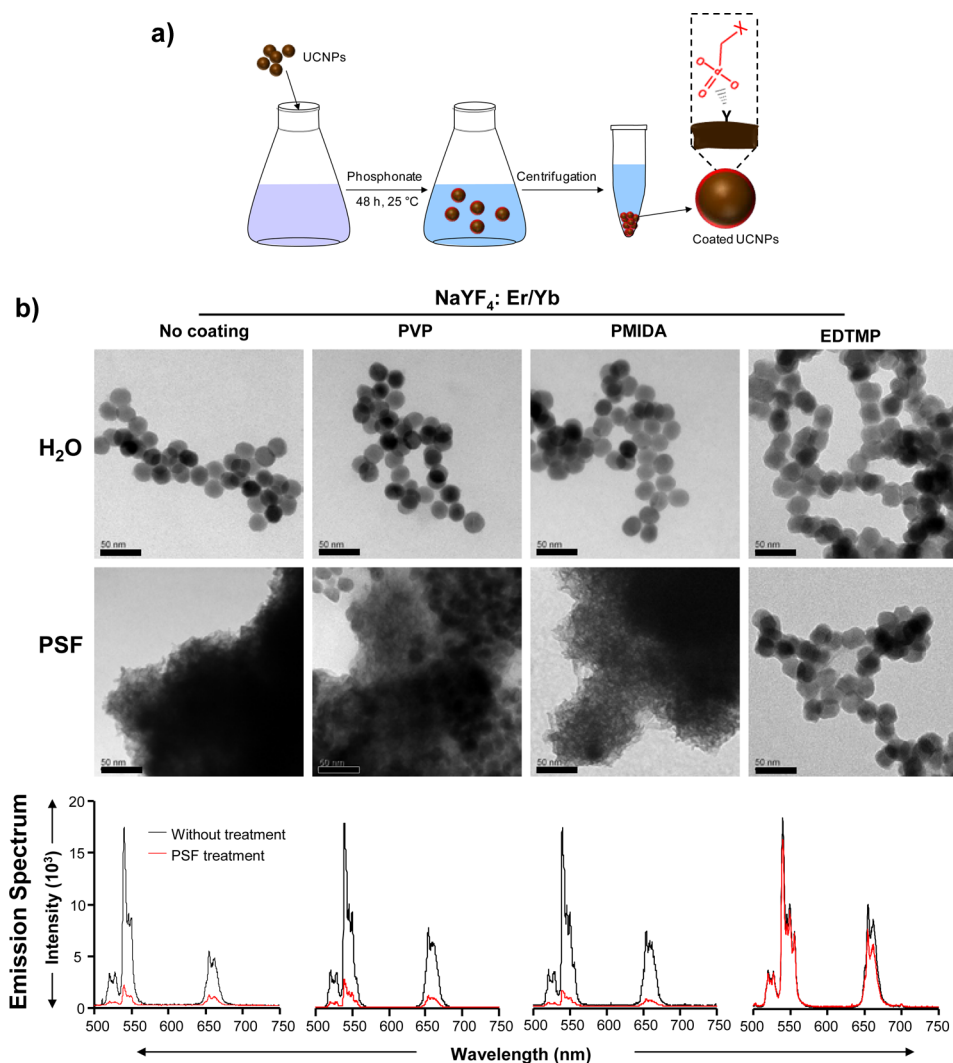 a)
UCNPs
Phosphonate
48 h, 25 °C
Centrifugation
X
O P O
O
Y
Coated UCNPs
b)
NaYF4: Er/Yb
No coating PVP PMIDA EDTMP
H2O
50 nm 50 nm 50 nm 50 nm
PSF
50 nm 50 nm 50 nm 50 nm
Emission Spectrum
Intensity (10³)
20
15
10
5
0
Without treatment
PSF treatment
500 550 600 650 700 750 500 550 600 650 700 750 500 550 600 650 700 750 500 550 600 650 700 750
Wavelength (nm)